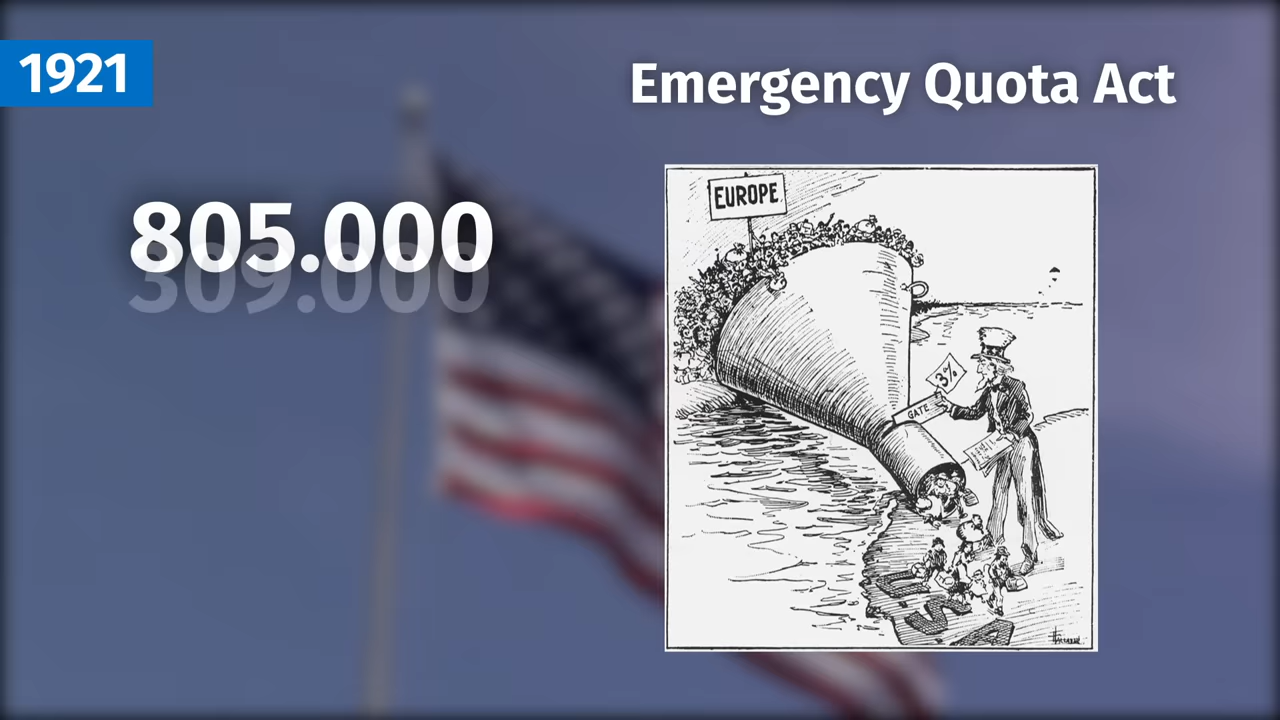 1921
Emergency Quota Act
805.000
309.000
EUROPE
3%
GATE
U S A